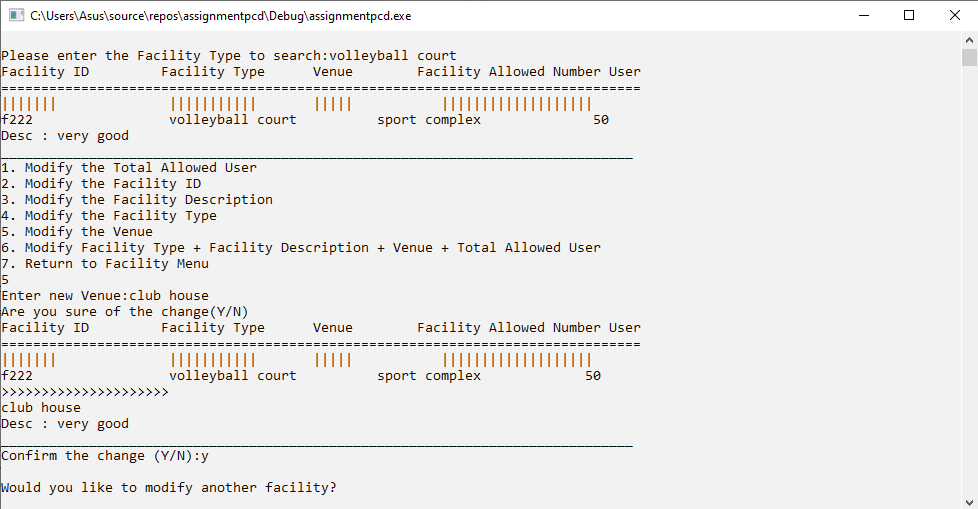 C:\Users\Asus\source\repos\assignmentpcd\Debug\assignmentpcd.exe
Please enter the Facility Type to search:volleyball court
Facility ID         Facility Type      Venue        Facility Allowed Number User
================================================================================
|||||||              |||||||||||       |||||           |||||||||||||||||||
f222                 volleyball court          sport complex              50
Desc : very good
_______________________________________________________________________________
1. Modify the Total Allowed User
2. Modify the Facility ID
3. Modify the Facility Description
4. Modify the Facility Type
5. Modify the Venue
6. Modify Facility Type + Facility Description + Venue + Total Allowed User
7. Return to Facility Menu
5
Enter new Venue:club house
Are you sure of the change(Y/N)
Facility ID         Facility Type      Venue        Facility Allowed Number User
================================================================================
|||||||              |||||||||||       |||||           |||||||||||||||||||
f222                 volleyball court          sport complex             50
>>>>>>>>>>>>>>>>>>>>>
club house
Desc : very good
_______________________________________________________________________________
Confirm the change (Y/N):y
Would you like to modify another facility?